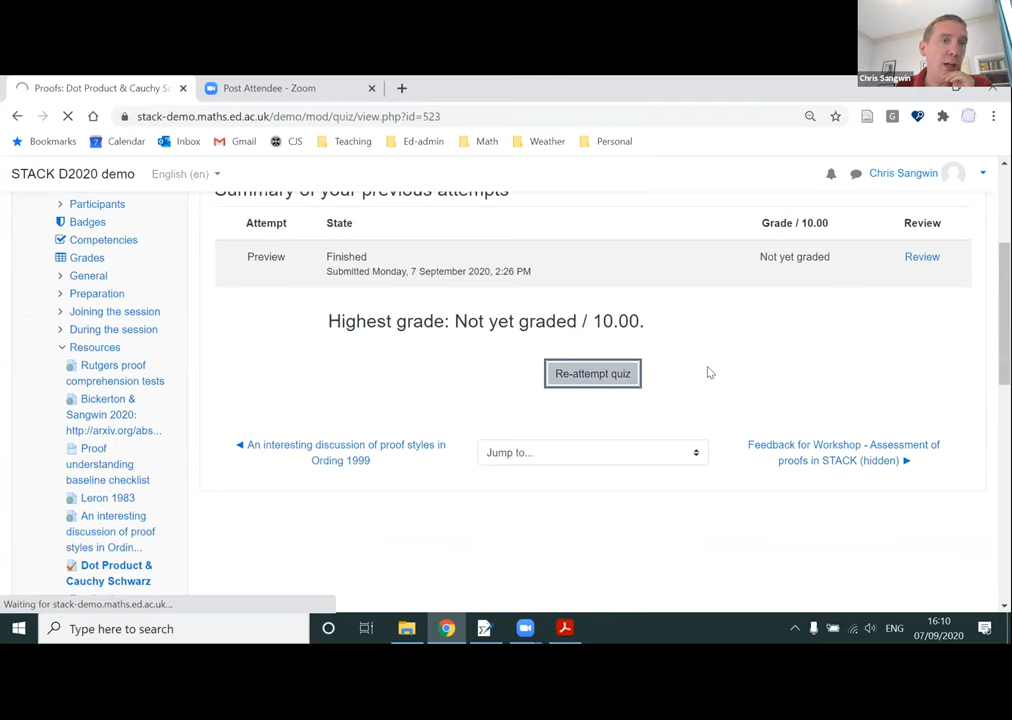 Chris Sangwin
Proofs: Dot Product & Cauchy Sc
Post Attendee - Zoom
stack-demo.maths.ed.ac.uk/demo/mod/quiz/view.php?id=523
Bookmarks
Calendar
Inbox
Gmail
CJS
Teaching
Ed-admin
Math
Weather
Personal
STACK D2020 demo
English (en)
Chris Sangwin
Participants
Badges
Competencies
Grades
General
Preparation
Joining the session
During the session
Resources
Rutgers proof
comprehension tests
Bickerton &
Sangwin 2020:
http://arxiv.org/abs...
Proof
understanding
baseline checklist
Leron 1983
An interesting
discussion of proof
styles in Ordin...
Dot Product &
Cauchy Schwarz
Summary of your previous attempts
Attempt State Grade / 10.00 Review
Preview Finished Not yet graded Review
Submitted Monday, 7 September 2020, 2:26 PM
Highest grade: Not yet graded / 10.00.
Re-attempt quiz
◄ An interesting discussion of proof styles in
Ording 1999
Jump to...
Feedback for Workshop - Assessment of
proofs in STACK (hidden) ►
Waiting for stack-demo.maths.ed.ac.uk...
Type here to search
ENG
16:10
07/09/2020